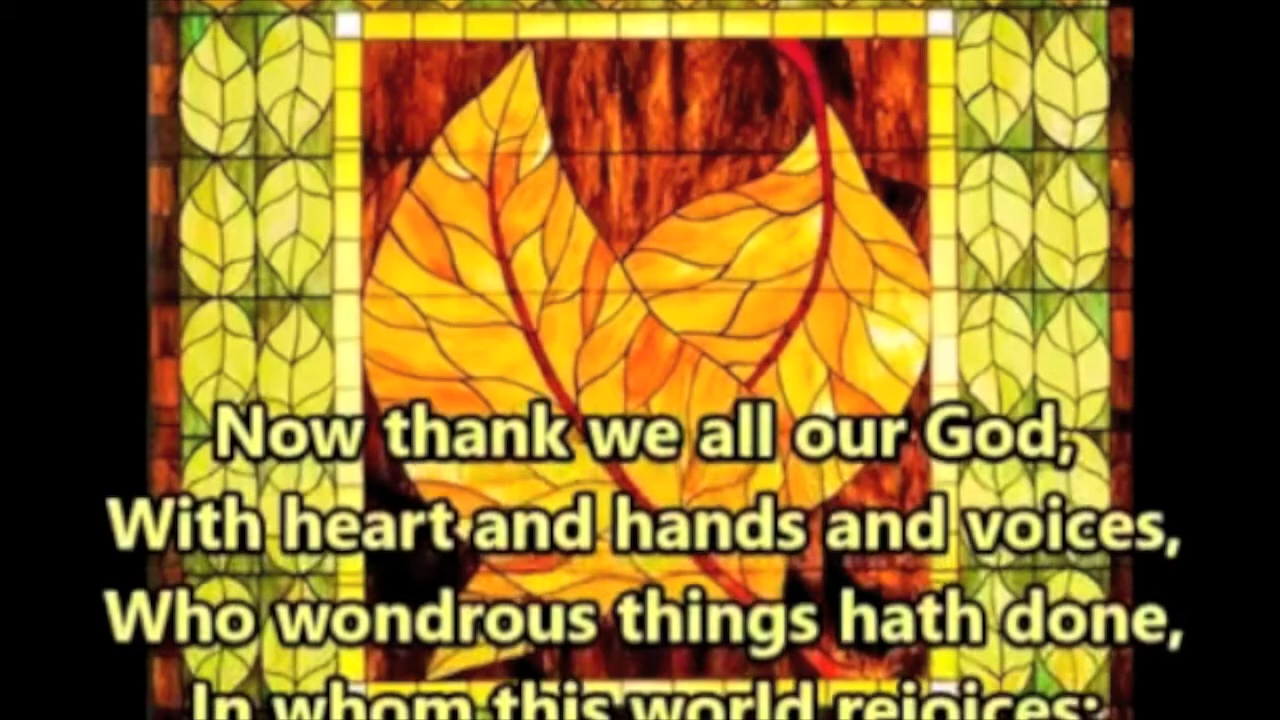 Now thank we all our God,
With heart and hands and voices,
Who wondrous things hath done,
In whom this world rejoices;